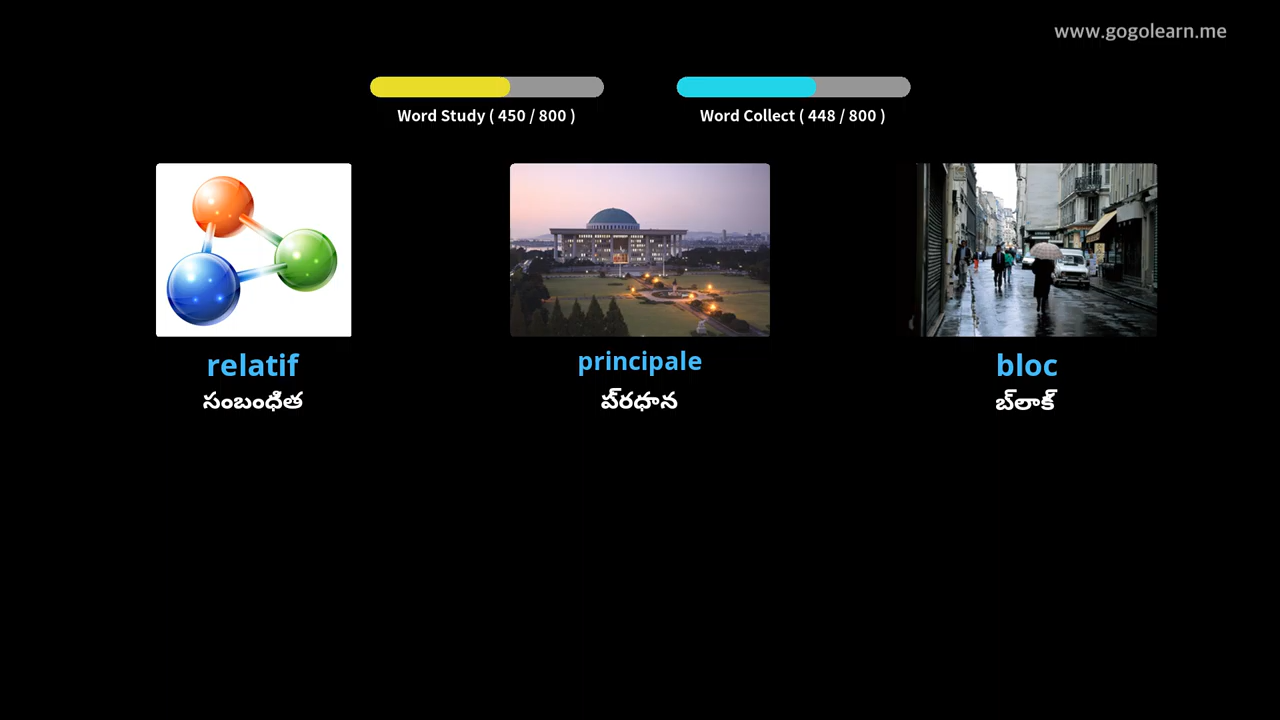 www.gogolearn.me
Word Study ( 450 / 800 )
Word Collect ( 448 / 800 )
relatif
principale
bloc
సంబంధిత
ప్రధాన
బ్లాక్